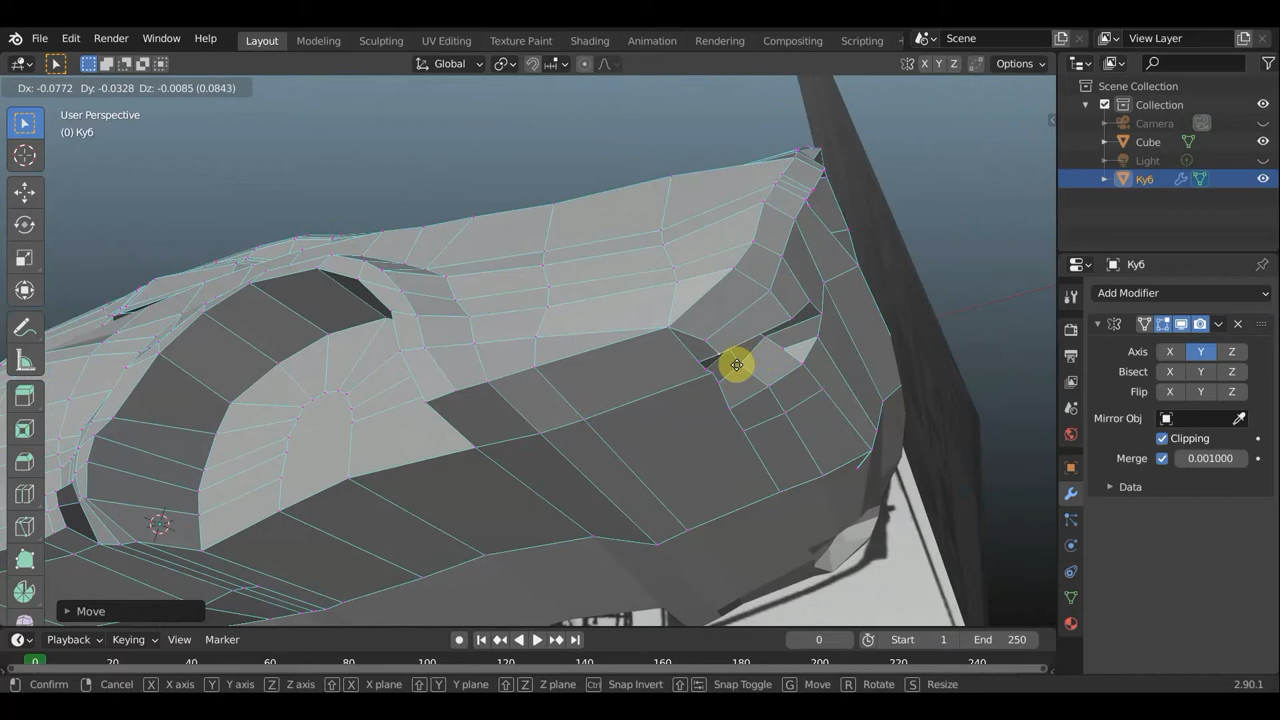 File Edit Render Window Help
Layout Modeling Sculpting UV Editing Texture Paint Shading Animation Rendering Compositing Scripting +
Scene
View Layer
Global
X Y Z
Options
Dx: -0.0772 Dy: -0.0328 Dz: -0.0085 (0.0843)
User Perspective
(0) Куб
Scene Collection
Collection
Camera
Cube
Light
Куб
Куб
Add Modifier
Axis X Y Z
Bisect X Y Z
Flip X Y Z
Mirror Obj
Clipping
Merge 0.001000
Data
Move
Playback Keying View Marker
0
Start 1
End 250
0 20 40 60 80 100 120 140 160 180 200 220 240
Confirm Cancel X X axis Y Y axis Z Z axis X X plane Y Y plane Z Z plane Ctrl Snap Invert Snap Toggle G Move R Rotate S Resize
2.90.1